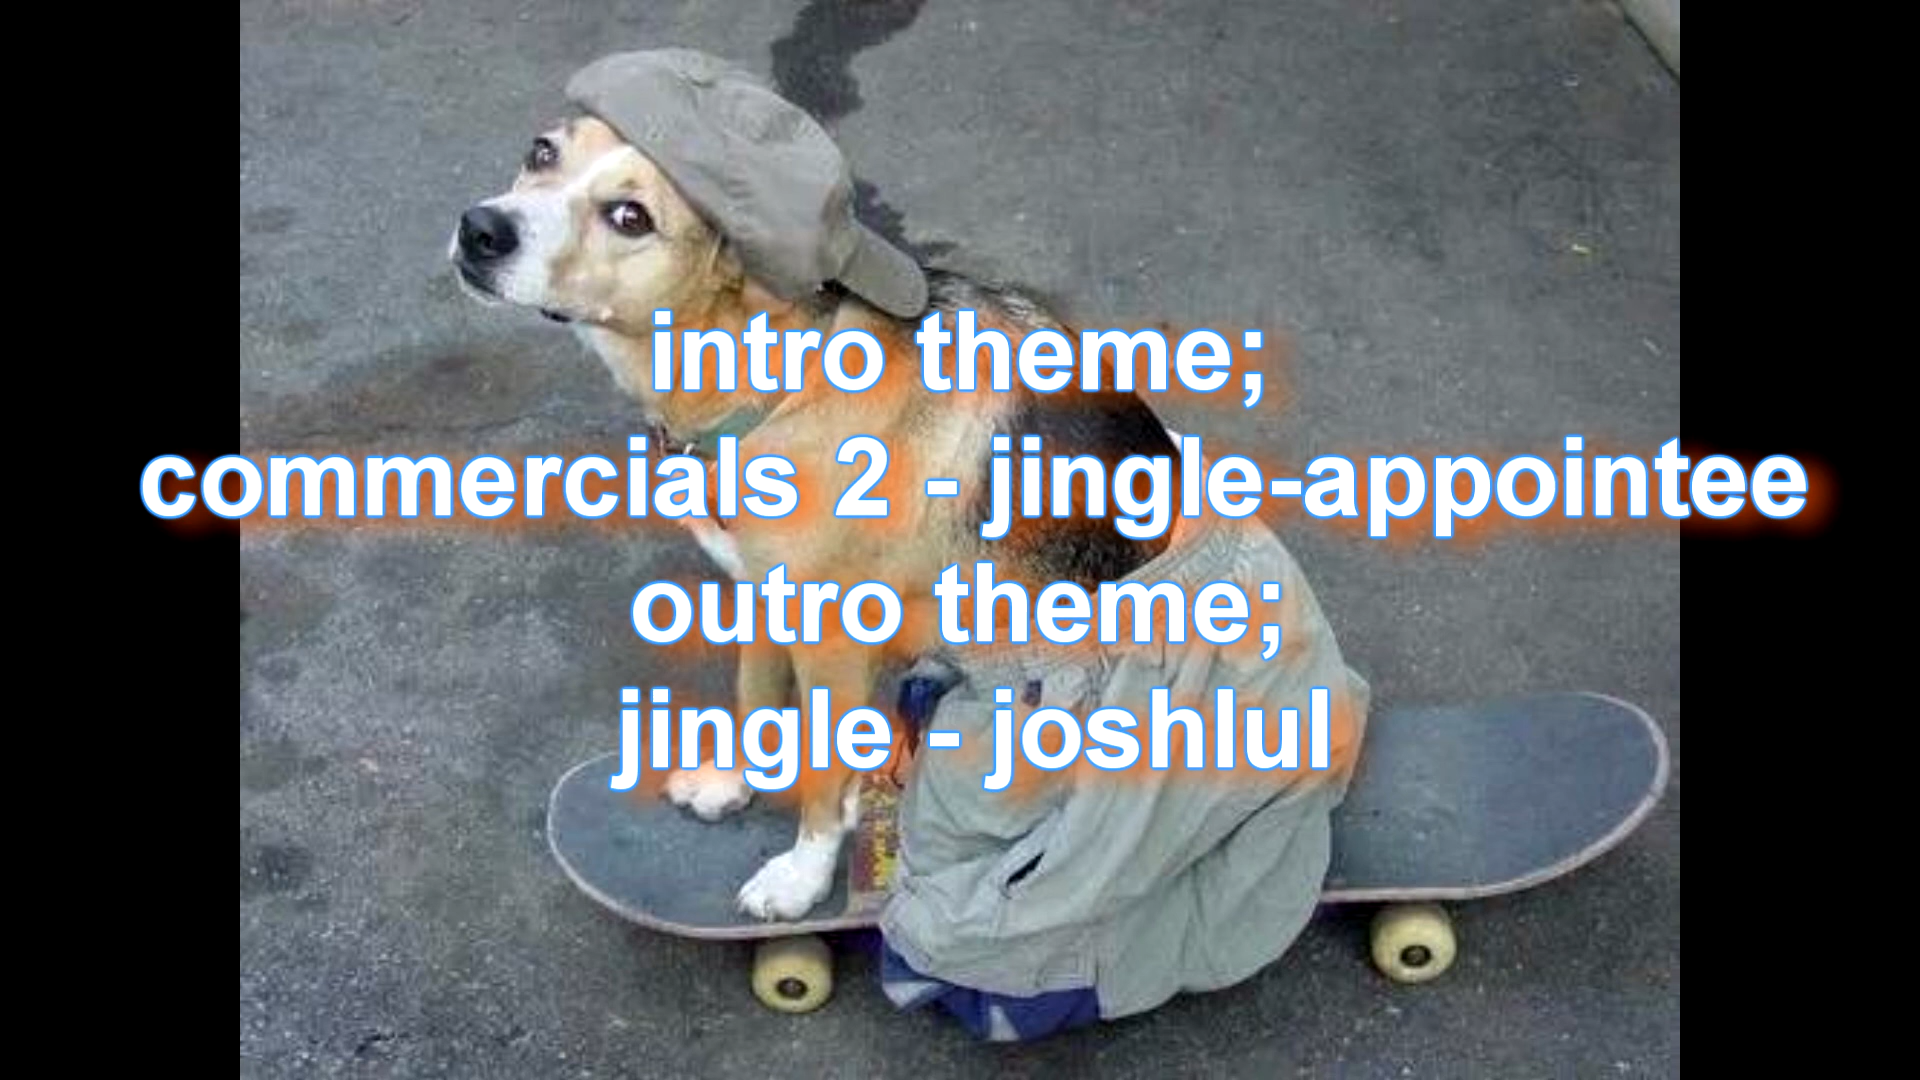 intro theme;
commercials 2 - jingle-appointee
outro theme;
jingle - joshlul